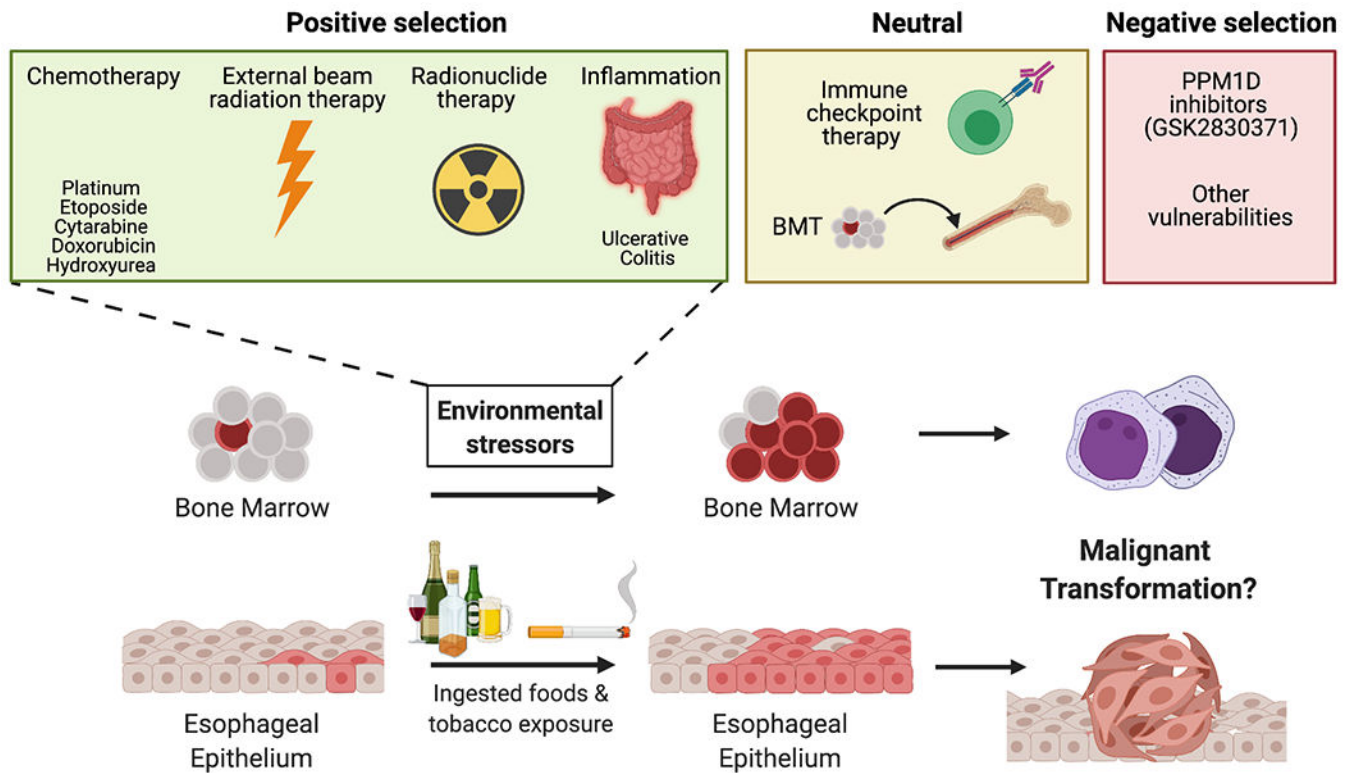 Positive selection
Neutral
Negative selection
Chemotherapy
Platinum
Etoposide
Cytarabine
Doxorubicin
Hydroxyurea
External beam
radiation therapy
Radionuclide
therapy
Inflammation
Ulcerative
Colitis
Immune
checkpoint
therapy
BMT
PPM1D
inhibitors
(GSK2830371)
Other
vulnerabilities
Environmental
stressors
Bone Marrow
Bone Marrow
Malignant
Transformation?
Ingested foods &
tobacco exposure
Esophageal
Epithelium
Esophageal
Epithelium